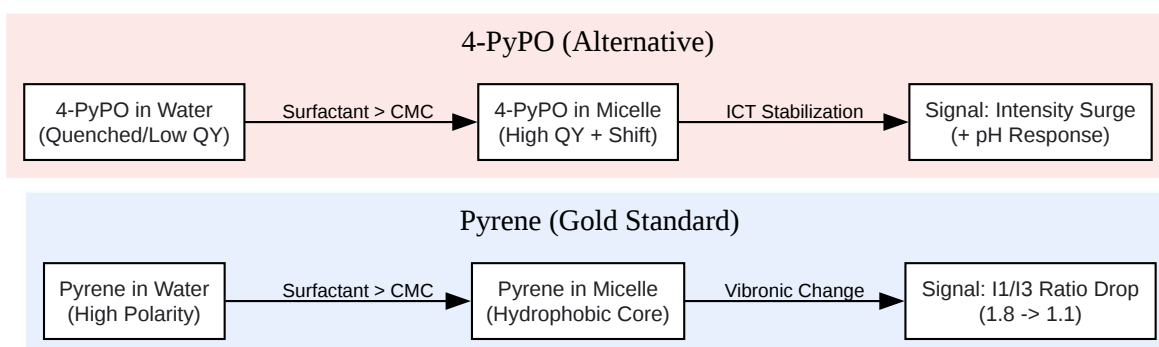 4-PyPO (Alternative)
4-PyPO in Water
(Quenched/Low QY)
Surfactant > CMC
4-PyPO in Micelle
(High QY + Shift)
ICT Stabilization
Signal: Intensity Surge
(+ pH Response)
Pyrene (Gold Standard)
Pyrene in Water
(High Polarity)
Surfactant > CMC
Pyrene in Micelle
(Hydrophobic Core)
Vibronic Change
Signal: I1/I3 Ratio Drop
(1.8 -> 1.1)